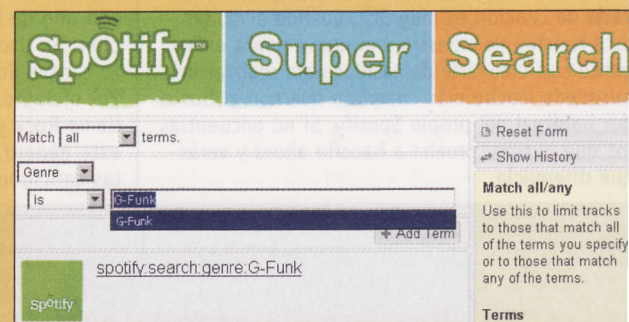 Spotify™ Super Search
Match all terms.
Genre
is G-Funk
G-Funk
+ Add Term
spotify:search:genre:G-Funk
Spotify
Reset Form
Show History
Match all/any
Use this to limit tracks
to those that match all
of the terms you specify
or to those that match
any of the terms.
Terms